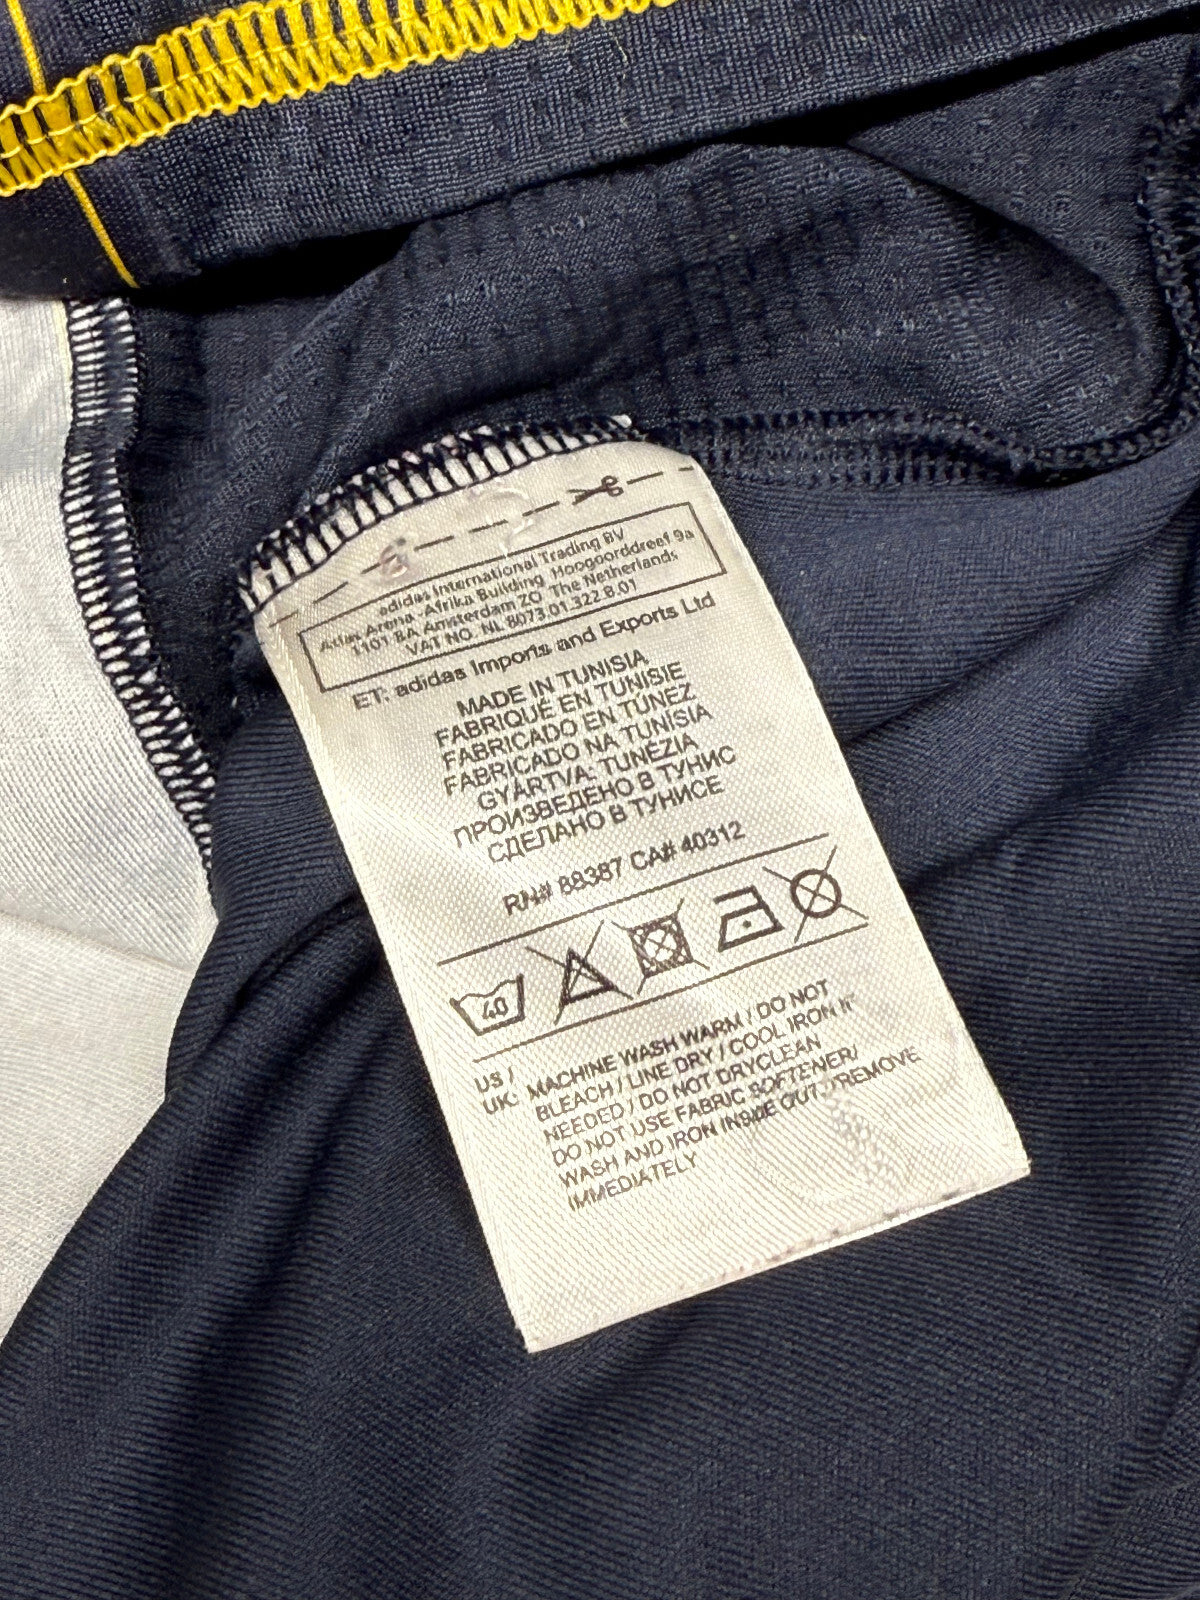 adidas International Trading BV
Adidas Arena -Afrika Building Hoogoorddreef 9a
1101 BA Amsterdam ZO The Netherlands
VAT NO. NL 8073.01.322.B.01
ET: adidas Imports and Exports Ltd
MADE IN TUNISIA
FABRIQUÉ EN TUNISIE
FABRICADO EN TÚNEZ
FABRICADO NA TUNÍSIA
GYÁRTVA: TUNÉZIA
ПРОИЗВЕДЕНО В ТУНИС
СДЕЛАНО В ТУНИСЕ
RN# 88387 CA# 40312
40
US / UK: MACHINE WASH WARM / DO NOT
BLEACH / LINE DRY / COOL IRON IF
NEEDED / DO NOT DRYCLEAN
DO NOT USE FABRIC SOFTENER/
WASH AND IRON INSIDE OUT / REMOVE
IMMEDIATELY